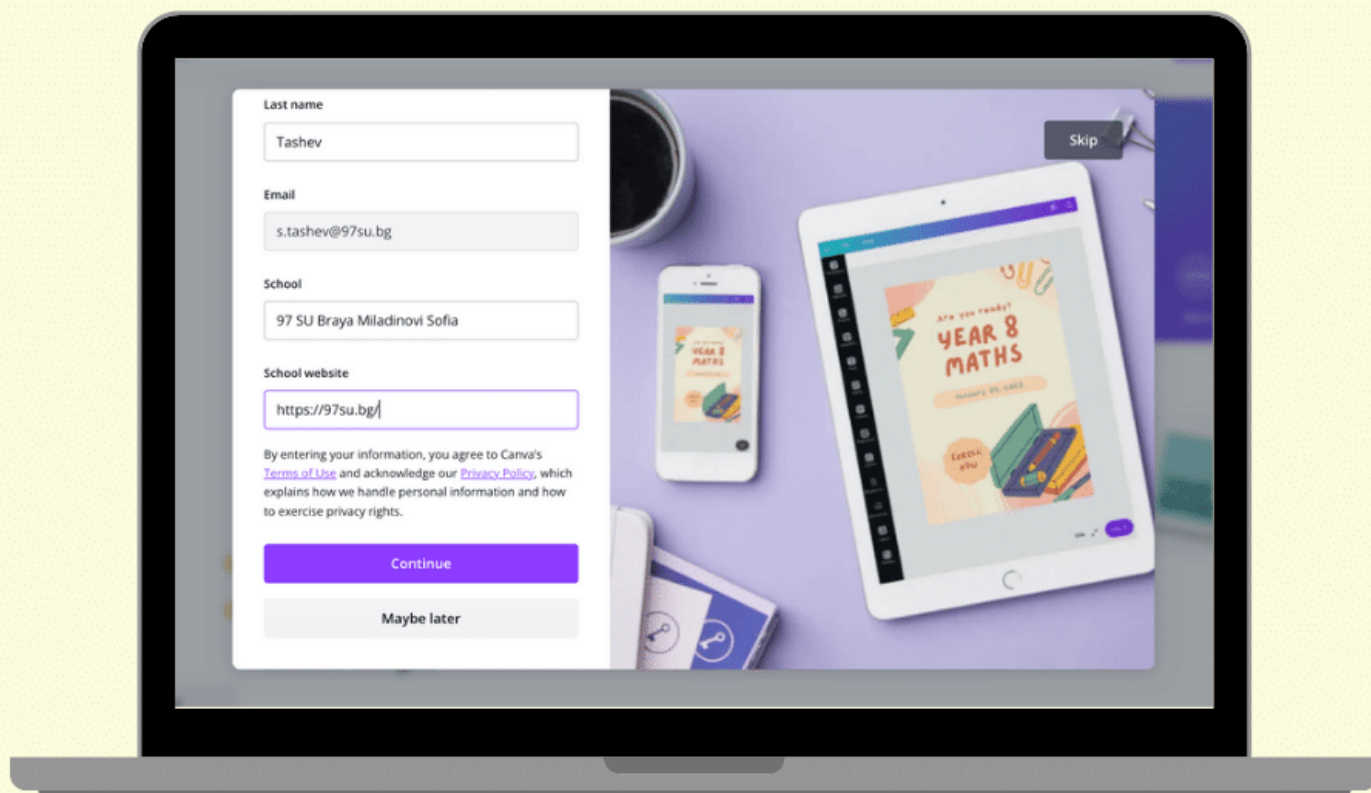 Last name
Tashev
Email
s.tashev@97su.bg
School
97 SU Braya Miladinovi Sofia
School website
https://97su.bg/
By entering your information, you agree to Canva's
Terms of Use and acknowledge our Privacy Policy, which
explains how we handle personal information and how
to exercise privacy rights.
Continue
Maybe later
Skip
YEAR 8
MATHS
Are you ready?
YEAR 8
MATHS
ENROLL
NOW